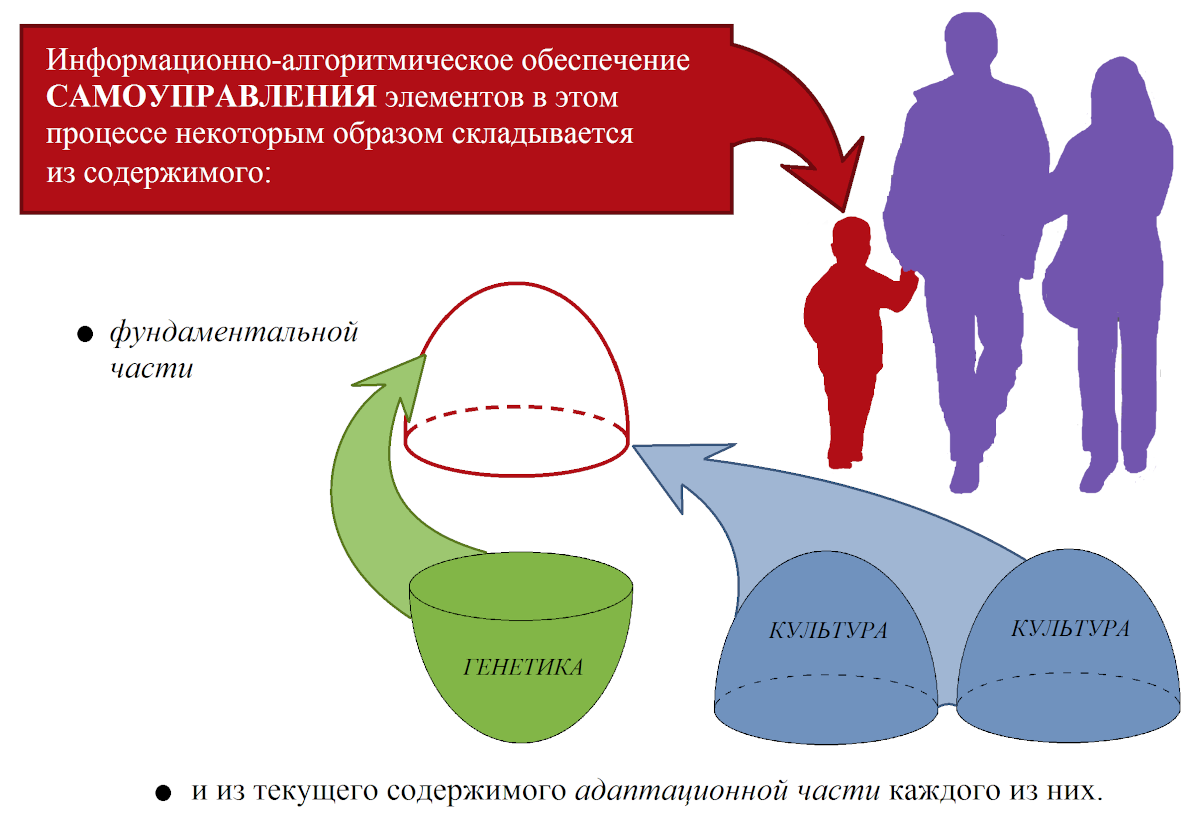 Информационно-алгоритмическое обеспечение
САМОУПРАВЛЕНИЯ элементов в этом
процессе некоторым образом складывается
из содержимого:
● фундаментальной
части
ГЕНЕТИКА
КУЛЬТУРА
КУЛЬТУРА
● и из текущего содержимого адаптационной части каждого из них.